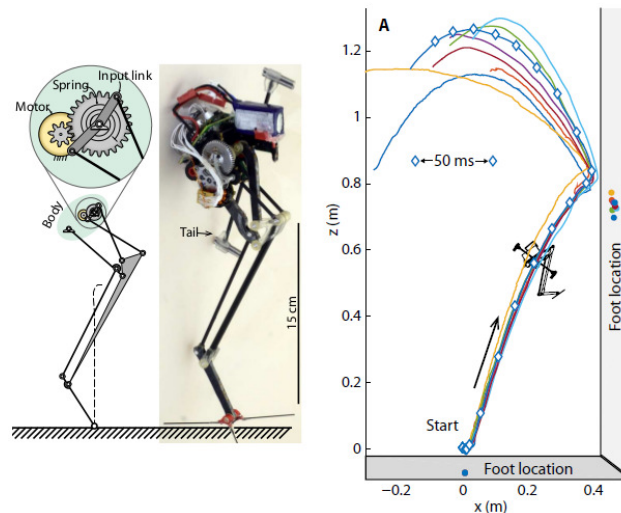 Input link
Spring
Motor
Body
Tail
15 cm
A
1.2
1
0.8
0.6
0.4
0.2
0
z (m)
50 ms
Start
Foot location
Foot location
−0.2
0
0.2
0.4
x (m)